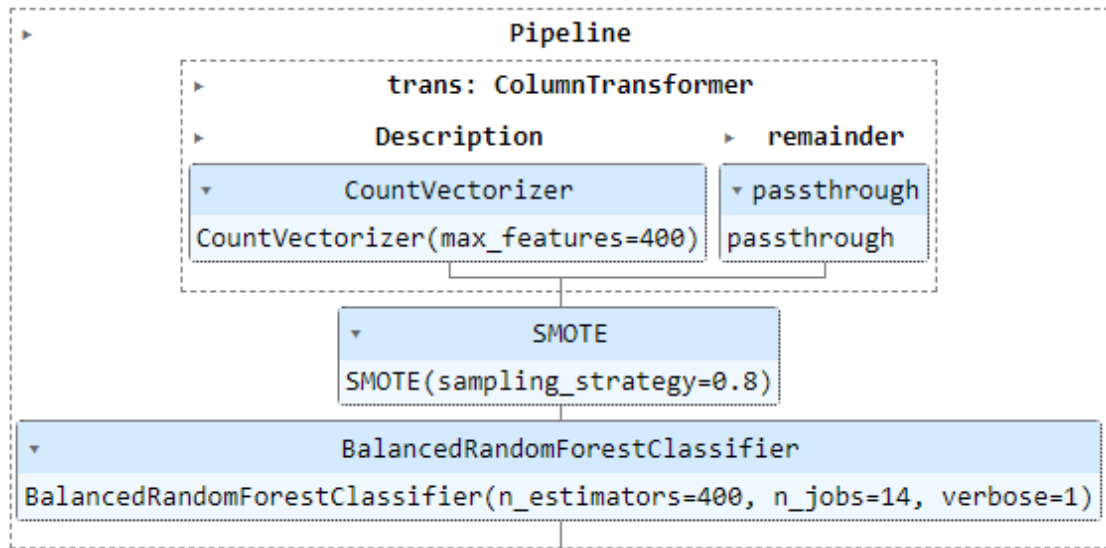 Pipeline
trans: ColumnTransformer
Description
remainder
CountVectorizer
passthrough
CountVectorizer(max_features=400)
passthrough
SMOTE
SMOTE(sampling_strategy=0.8)
BalancedRandomForestClassifier
BalancedRandomForestClassifier(n_estimators=400, n_jobs=14, verbose=1)